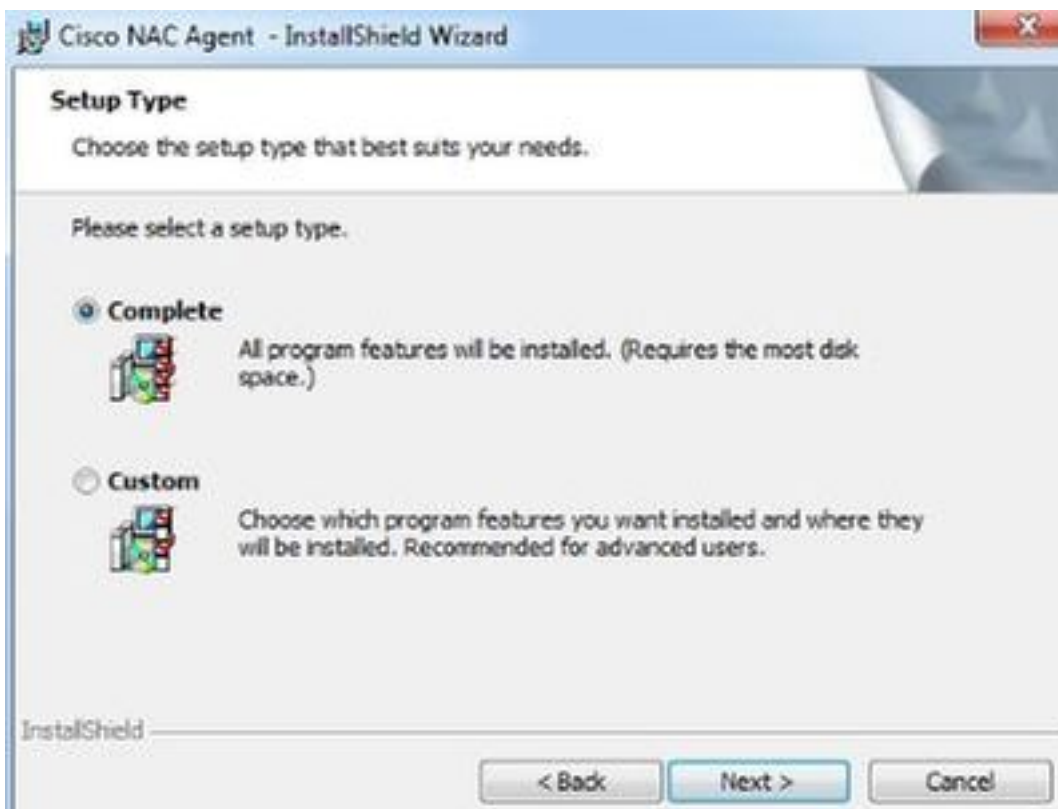 Cisco NAC Agent - InstallShield Wizard
Setup Type
Choose the setup type that best suits your needs.
Please select a setup type.
Complete
All program features will be installed. (Requires the most disk
space.)
Custom
Choose which program features you want installed and where they
will be installed. Recommended for advanced users.
InstallShield
< Back
Next >
Cancel